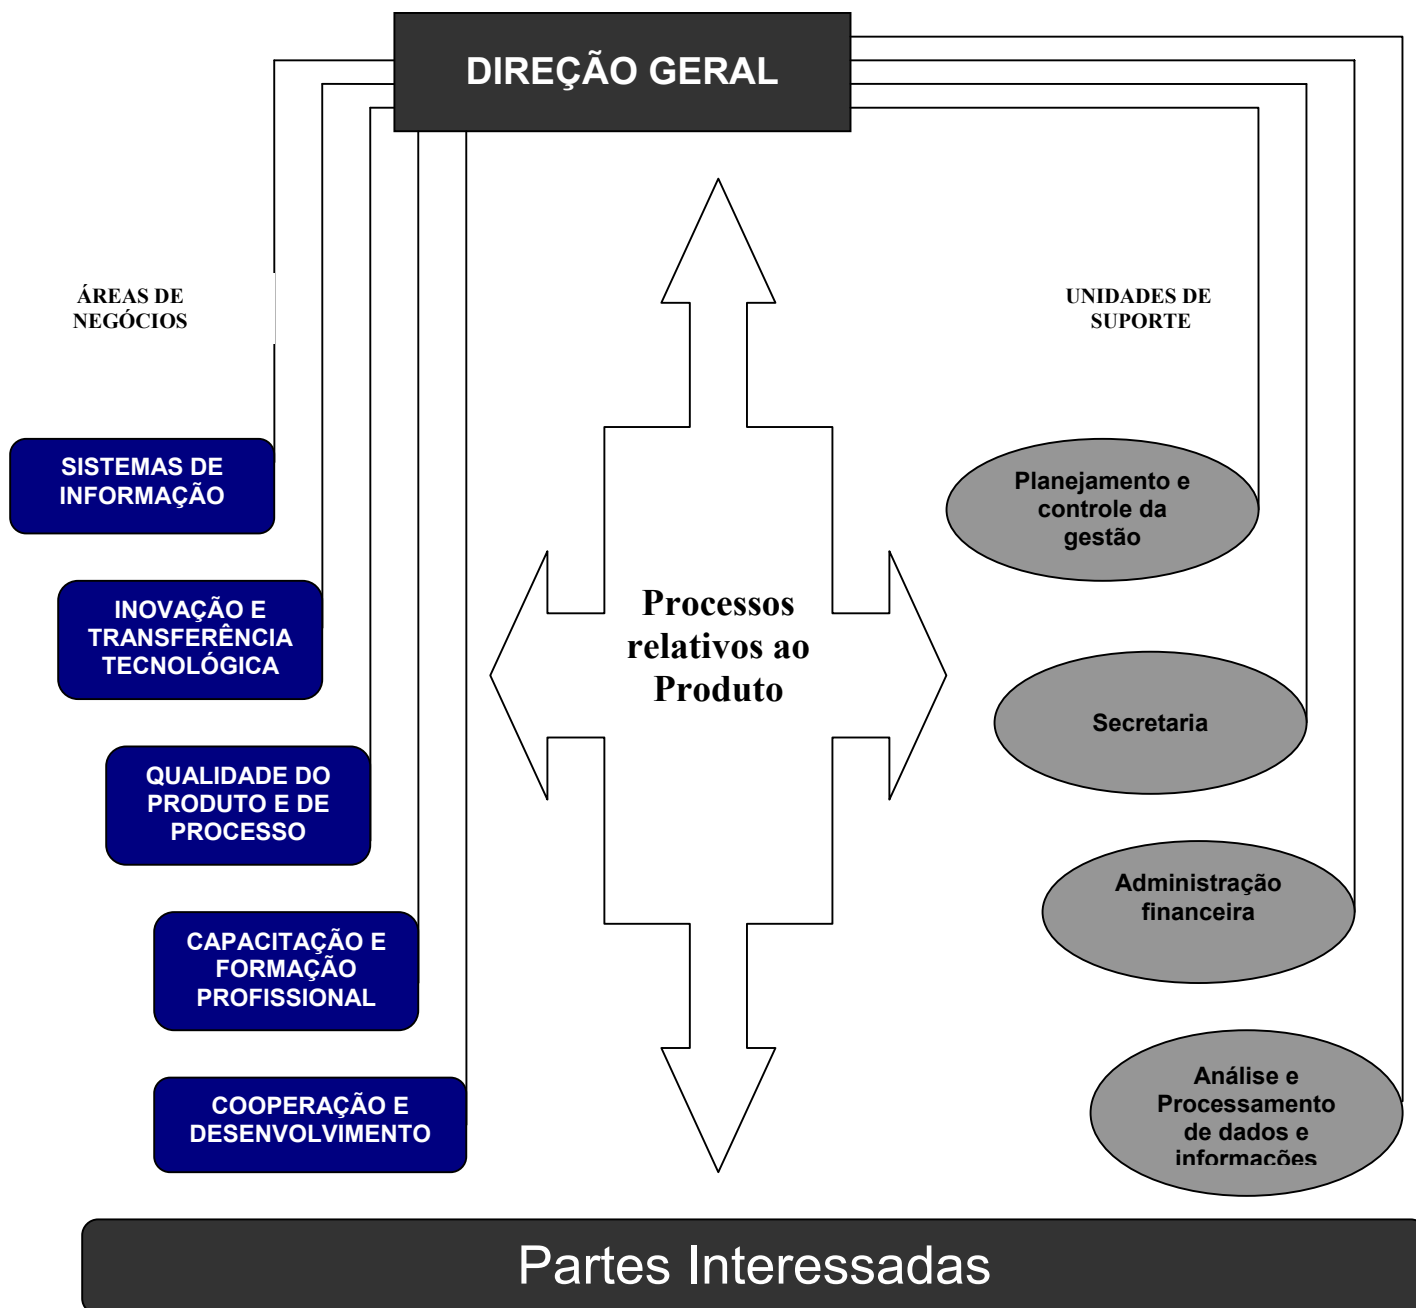 DIREÇÃO GERAL
ÁREAS DE
NEGÓCIOS
UNIDADES DE
SUPORTE
SISTEMAS DE
INFORMAÇÃO
INOVAÇÃO E
TRANSFERÊNCIA
TECNOLÓGICA
QUALIDADE DO
PRODUTO E DE
PROCESSO
CAPACITAÇÃO E
FORMAÇÃO
PROFISSIONAL
COOPERAÇÃO E
DESENVOLVIMENTO
Processos
relativos ao
Produto
Planejamento e
controle da
gestão
Secretaria
Administração
financeira
Análise e
Processamento
de dados e
informações
Partes Interessadas